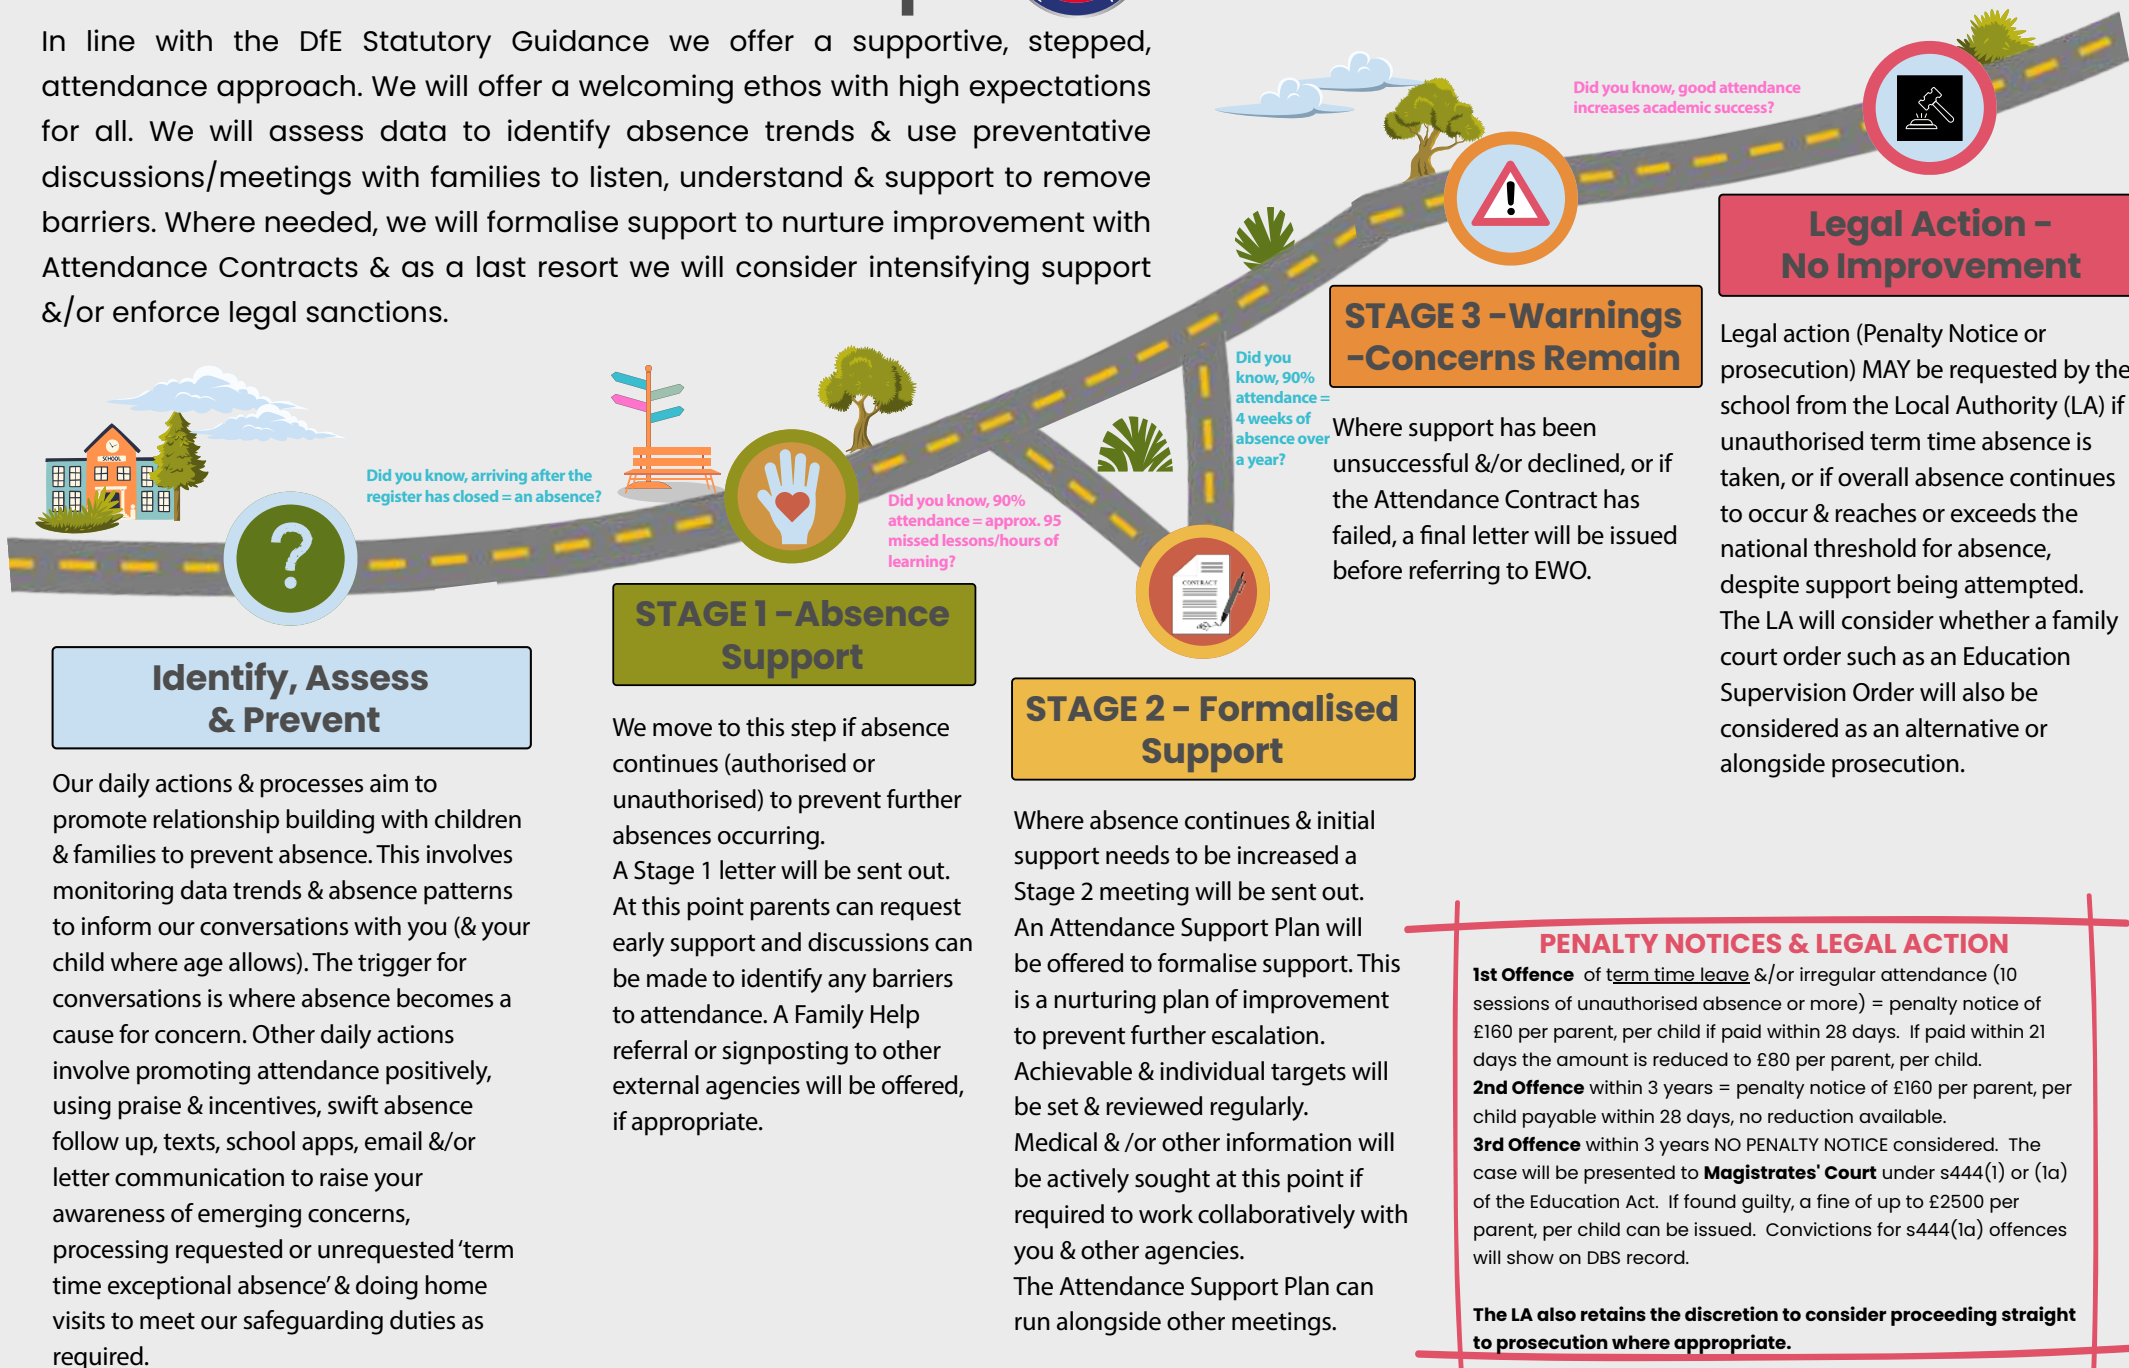 In line with the DfE Statutory Guidance we offer a supportive, stepped,
attendance approach. We will offer a welcoming ethos with high expectations
for all. We will assess data to identify absence trends & use preventative
discussions/meetings with families to listen, understand & support to remove
barriers. Where needed, we will formalise support to nurture improvement with
Attendance Contracts & as a last resort we will consider intensifying support
&/or enforce legal sanctions.
SCHOOL
Did you know, arriving after the
register has closed = an absence?
Did you know, 90%
attendance = approx. 95
missed lessons/hours of
learning?
Did you
know, 90%
attendance =
4 weeks of
absence over
a year?
Did you know, good attendance
increases academic success?
CONTRACT
Identify, Assess
& Prevent
Our daily actions & processes aim to
promote relationship building with children
& families to prevent absence. This involves
monitoring data trends & absence patterns
to inform our conversations with you (& your
child where age allows). The trigger for
conversations is where absence becomes a
cause for concern. Other daily actions
involve promoting attendance positively,
using praise & incentives, swift absence
follow up, texts, school apps, email &/or
letter communication to raise your
awareness of emerging concerns,
processing requested or unrequested ‘term
time exceptional absence’ & doing home
visits to meet our safeguarding duties as
required.
STAGE 1 -Absence
Support
We move to this step if absence
continues (authorised or
unauthorised) to prevent further
absences occurring.
A Stage 1 letter will be sent out.
At this point parents can request
early support and discussions can
be made to identify any barriers
to attendance. A Family Help
referral or signposting to other
external agencies will be offered,
if appropriate.
STAGE 2 - Formalised
Support
Where absence continues & initial
support needs to be increased a
Stage 2 meeting will be sent out.
An Attendance Support Plan will
be offered to formalise support. This
is a nurturing plan of improvement
to prevent further escalation.
Achievable & individual targets will
be set & reviewed regularly.
Medical & /or other information will
be actively sought at this point if
required to work collaboratively with
you & other agencies.
The Attendance Support Plan can
run alongside other meetings.
STAGE 3 -Warnings
-Concerns Remain
Where support has been
unsuccessful &/or declined, or if
the Attendance Contract has
failed, a final letter will be issued
before referring to EWO.
Legal Action -
No Improvement
Legal action (Penalty Notice or
prosecution) MAY be requested by the
school from the Local Authority (LA) if
unauthorised term time absence is
taken, or if overall absence continues
to occur & reaches or exceeds the
national threshold for absence,
despite support being attempted.
The LA will consider whether a family
court order such as an Education
Supervision Order will also be
considered as an alternative or
alongside prosecution.
PENALTY NOTICES & LEGAL ACTION
1st Offence of term time leave &/or irregular attendance (10
sessions of unauthorised absence or more) = penalty notice of
£160 per parent, per child if paid within 28 days. If paid within 21
days the amount is reduced to £80 per parent, per child.
2nd Offence within 3 years = penalty notice of £160 per parent, per
child payable within 28 days, no reduction available.
3rd Offence within 3 years NO PENALTY NOTICE considered. The
case will be presented to Magistrates' Court under s444(1) or (1a)
of the Education Act. If found guilty, a fine of up to £2500 per
parent, per child can be issued. Convictions for s444(1a) offences
will show on DBS record.
The LA also retains the discretion to consider proceeding straight
to prosecution where appropriate.